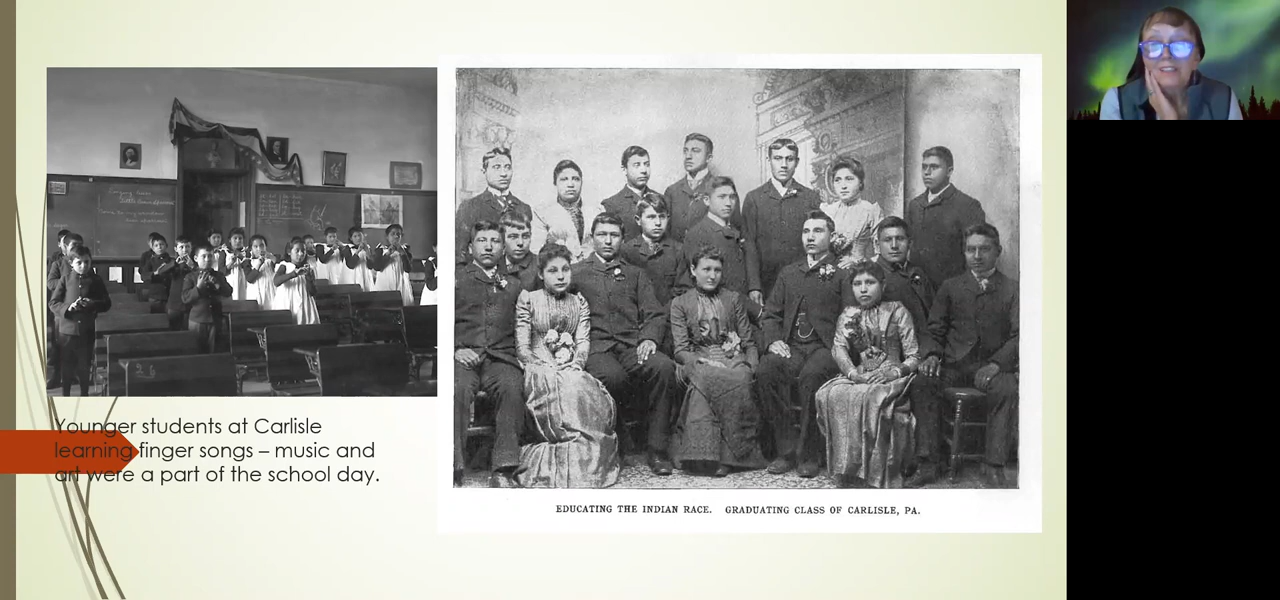 Younger students at Carlisle
learning finger songs – music and
art were a part of the school day.
EDUCATING THE INDIAN RACE. GRADUATING CLASS OF CARLISLE, PA.